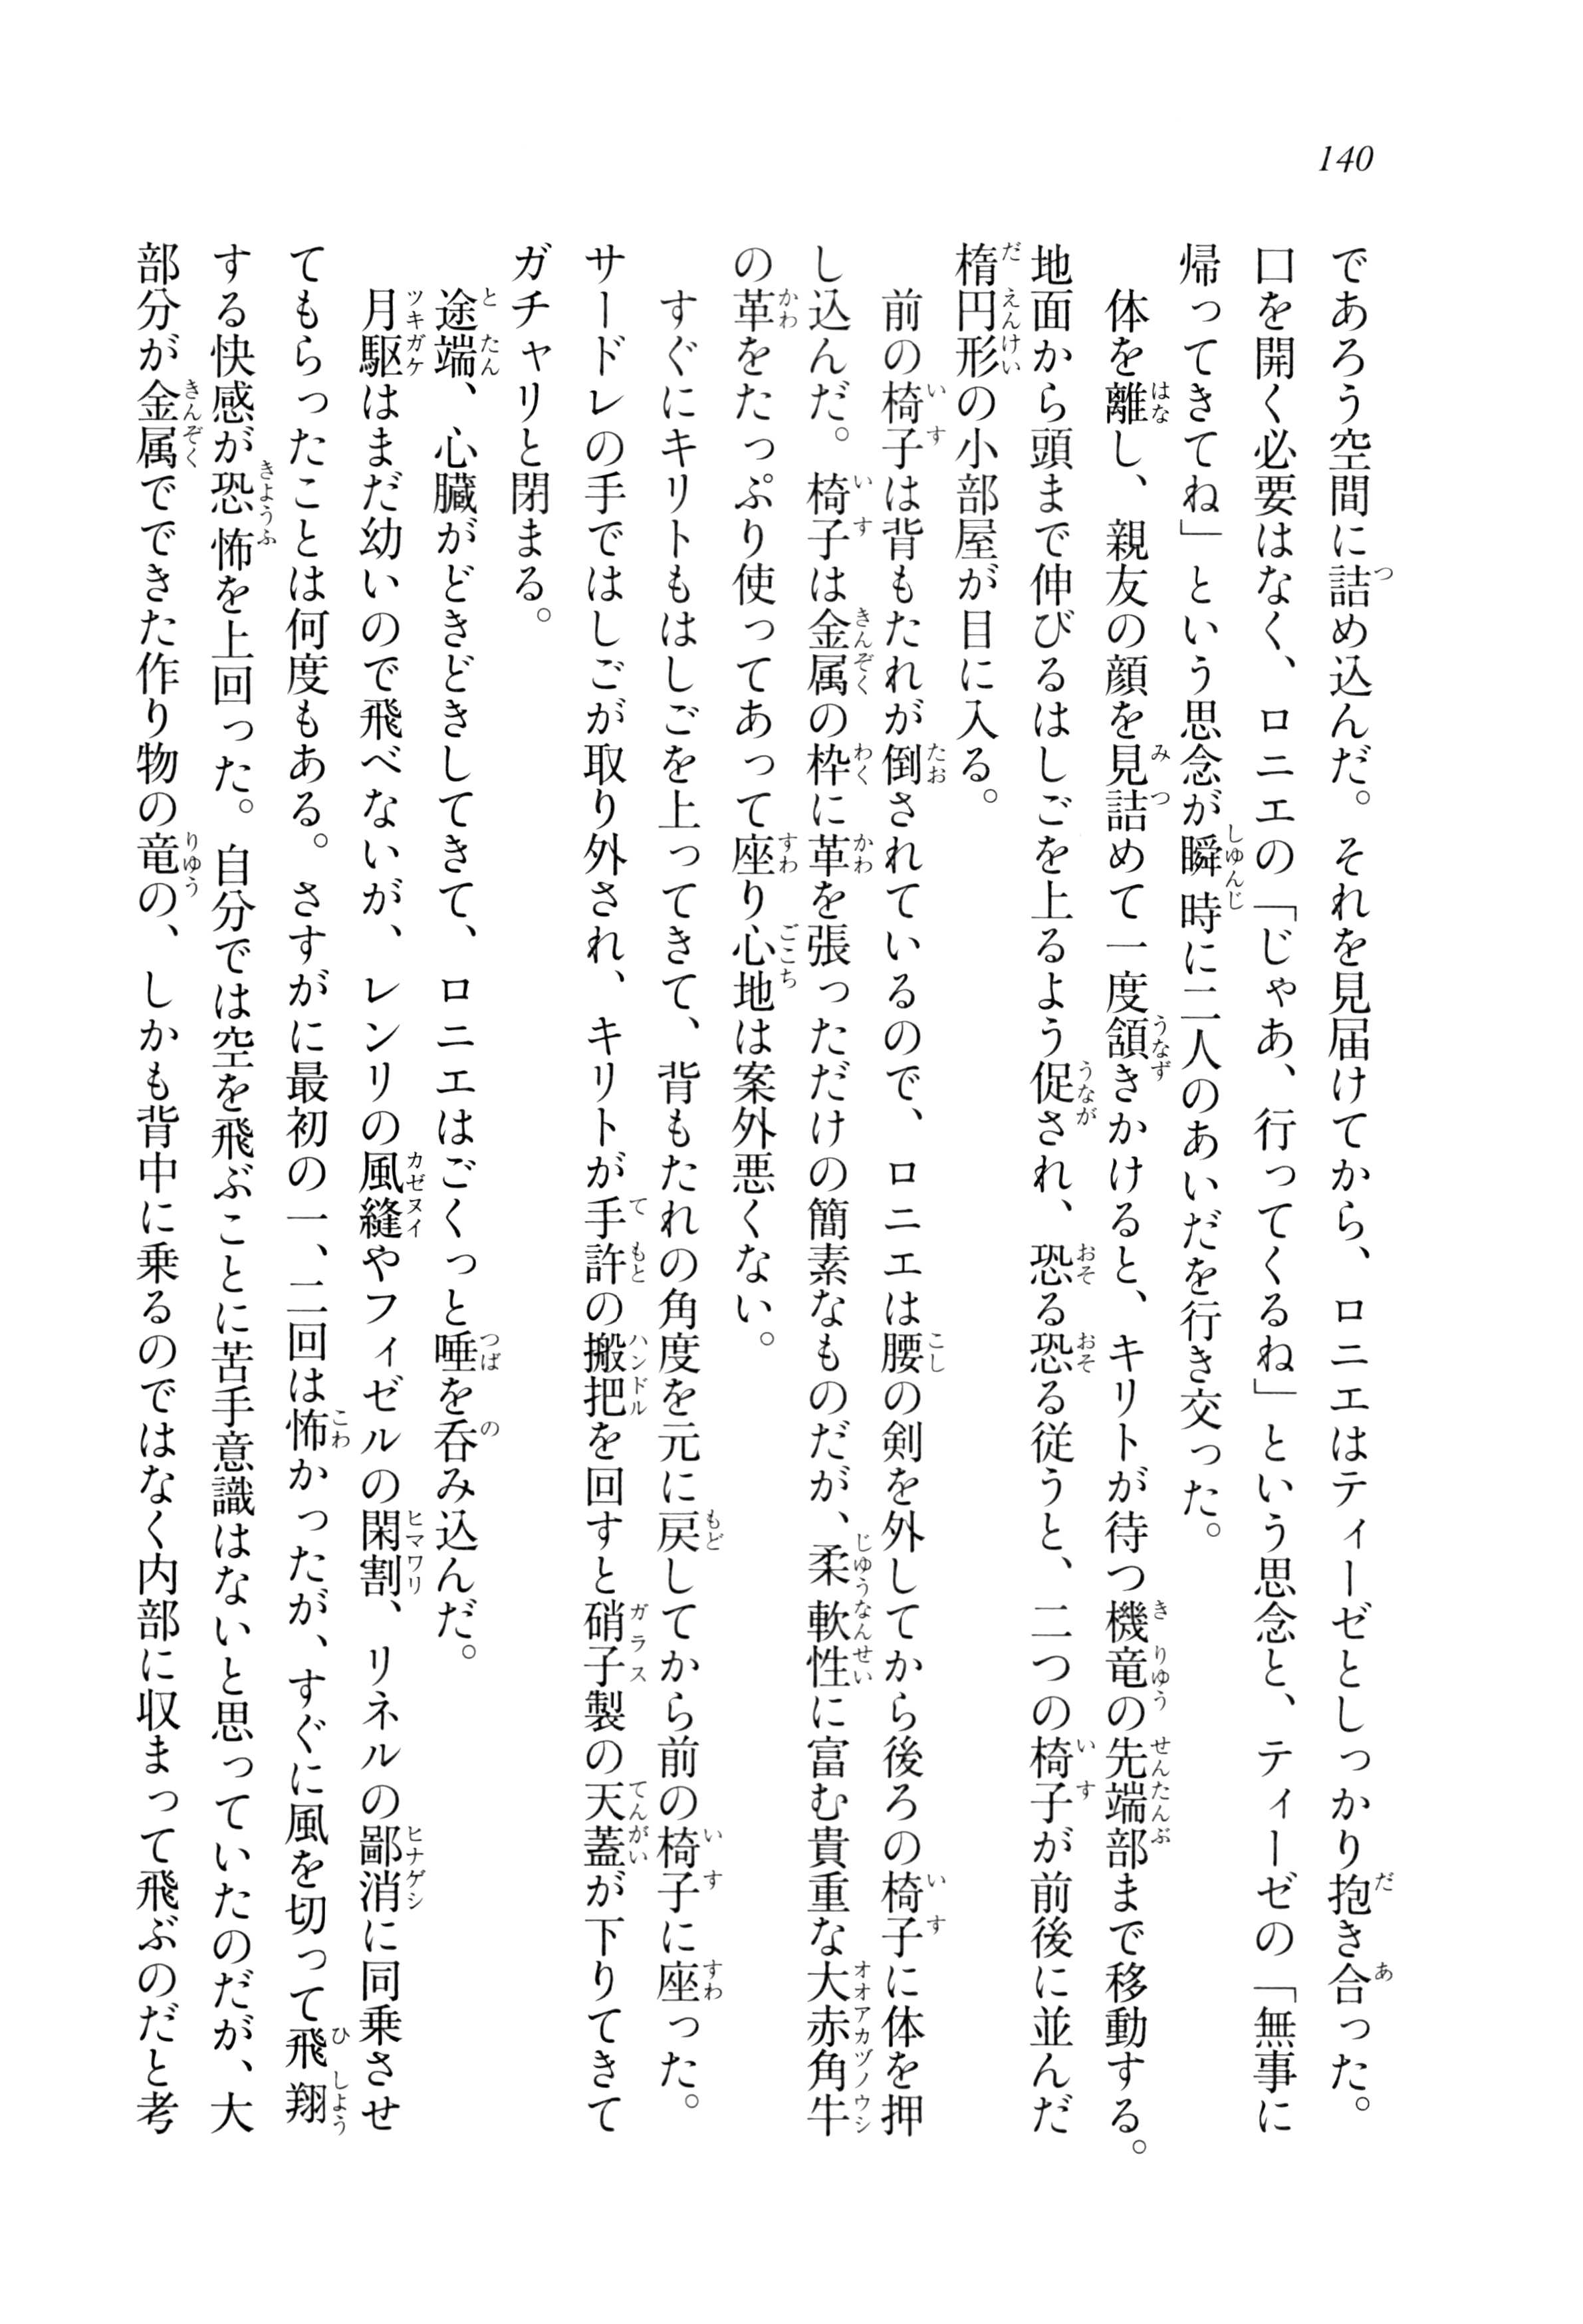 140
であろう空間に詰め込んだ。それを見届けてから、ロニエはティーゼとしっかり抱き合った。
口を開く必要はなく、ロニエの「じゃあ、行ってくるね」という思念と、ティーゼの「無事に
帰ってきてね」という思念が瞬時に二人のあいだを行き交った。
　体を離し、親友の顔を見詰めて一度頷きかけると、キリトが待つ機竜の先端部まで移動する。
地面から頭まで伸びるはしごを上るよう促され、恐る恐る従うと、二つの椅子が前後に並んだ
楕円形の小部屋が目に入る。
　前の椅子は背もたれが倒されているので、ロニエは腰の剣を外してから後ろの椅子に体を押
し込んだ。椅子は金属の枠に革を張っただけの簡素なものだが、柔軟性に富む貴重な大赤角牛
の革をたっぷり使ってあって座り心地は案外悪くない。
　すぐにキリトもはしごを上ってきて、背もたれの角度を元に戻してから前の椅子に座った。
サードレの手ではしごが取り外され、キリトが手許の搬把を回すと硝子製の天蓋が下りてきて
ガチャリと閉まる。
　途端、心臓がどきどきしてきて、ロニエはごくっと唾を呑み込んだ。
　月駆はまだ幼いので飛べないが、レンリの風縫やフィゼルの閑割、リネルの鄙消に同乗させ
てもらったことは何度もある。さすがに最初の一、二回は怖かったが、すぐに風を切って飛翔
する快感が恐怖を上回った。自分では空を飛ぶことに苦手意識はないと思っていたのだが、大
部分が金属でできた作り物の竜の、しかも背中に乗るのではなく内部に収まって飛ぶのだと考